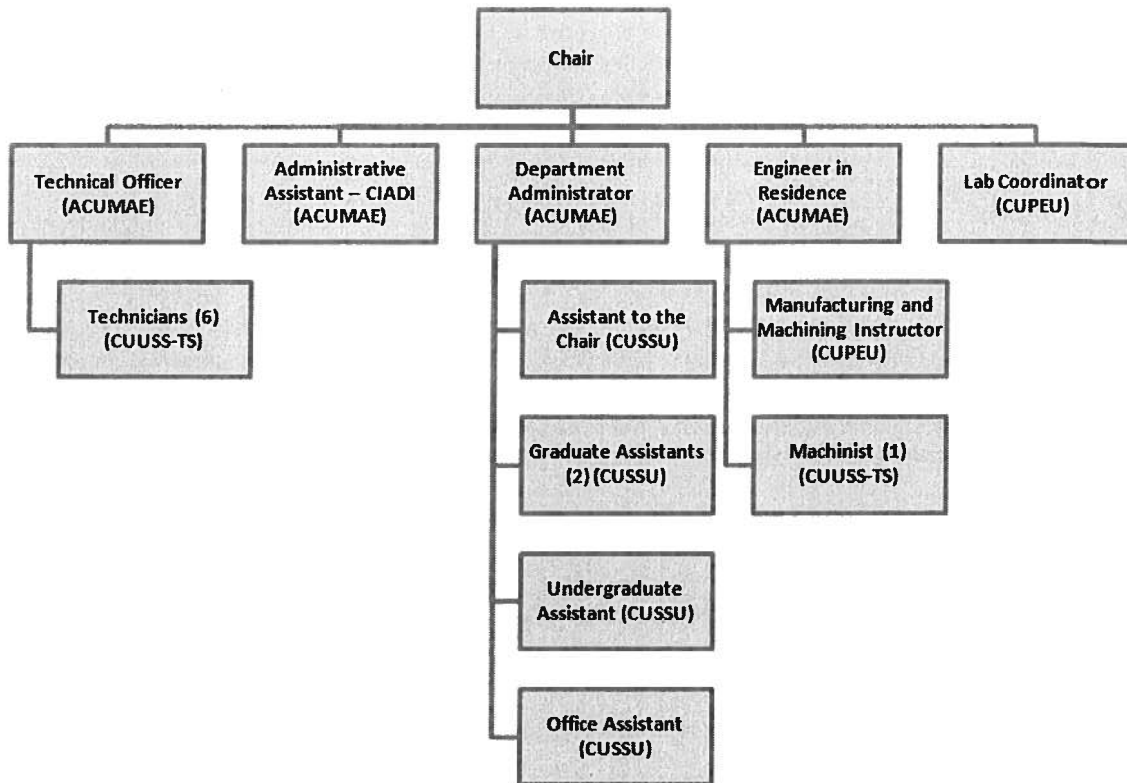 Chair
Technical Officer
(ACUMAE)
Administrative
Assistant – CIADI
(ACUMAE)
Department
Administrator
(ACUMAE)
Engineer in
Residence
(ACUMAE)
Lab Coordinator
(CUPEU)
Technicians (6)
(CUUSS-TS)
Assistant to the
Chair (CUSSU)
Graduate Assistants
(2) (CUSSU)
Undergraduate
Assistant (CUSSU)
Office Assistant
(CUSSU)
Manufacturing and
Machining Instructor
(CUPEU)
Machinist (1)
(CUUSS-TS)